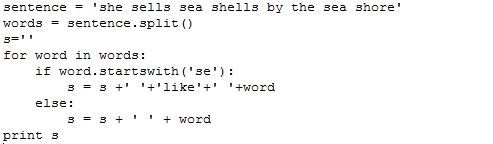 sentence = 'she sells sea shells by the sea shore'
words = sentence.split()
s=''
for word in words:
    if word.startswith('se'):
        s = s +' '+'like'+' '+word
    else:
        s = s + ' ' + word
print s